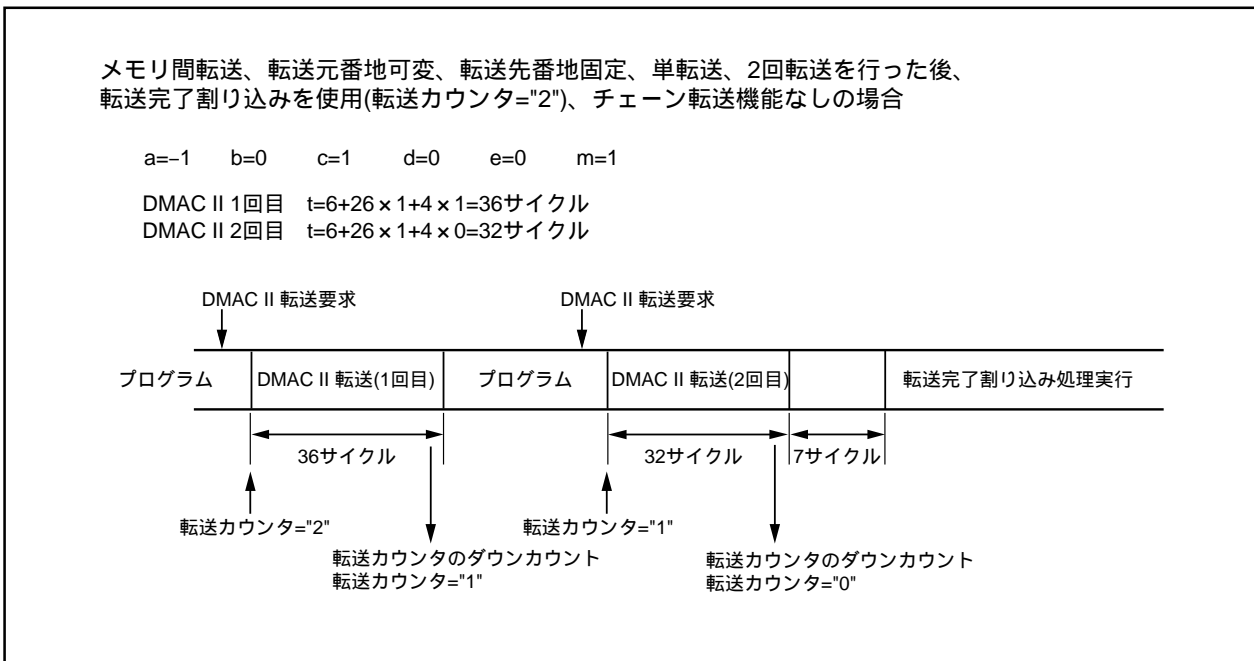 メモリ間転送、転送元番地可変、転送先番地固定、単転送、2回転送を行った後、
転送完了割り込みを使用(転送カウンタ="2")、チェーン転送機能なしの場合
a=−1 b=0 c=1 d=0 e=0 m=1
DMAC II 1回目 t=6+26×1+4×1=36サイクル
DMAC II 2回目 t=6+26×1+4×0=32サイクル
DMAC II 転送要求 DMAC II 転送要求
プログラム DMAC II 転送(1回目) プログラム DMAC II 転送(2回目) 転送完了割り込み処理実行
36サイクル 32サイクル 7サイクル
転送カウンタ="2" 転送カウンタ="1"
転送カウンタのダウンカウント 転送カウンタのダウンカウント
転送カウンタ="1" 転送カウンタ="0"